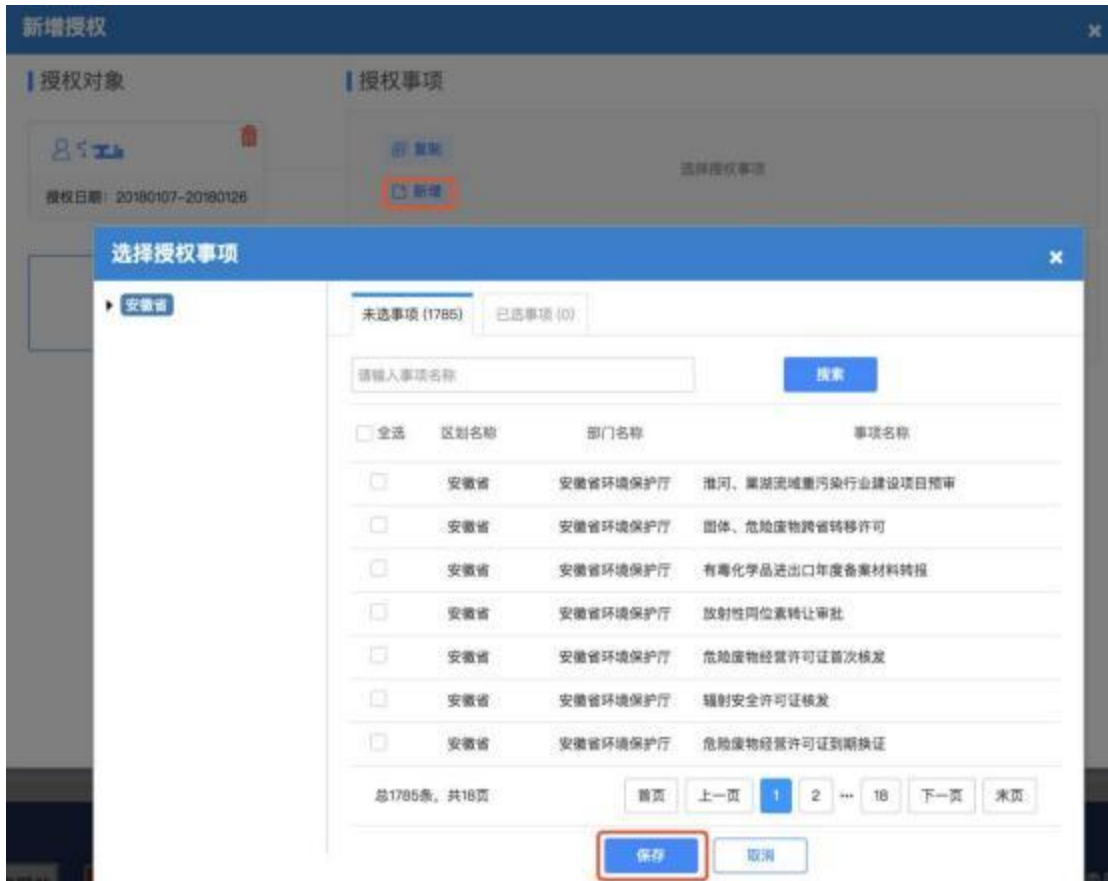 新增授权
授权对象
授权事项
授权日期：20180107-20180126
复制
新增
选择授权事项
选择授权事项
安徽省
未选事项 (1785) 已选事项 (0)
请输入事项名称 搜索
全选 区划名称 部门名称 事项名称
安徽省 安徽省环境保护厅 淮河、巢湖流域重污染行业建设项目预审
安徽省 安徽省环境保护厅 固体、危险废物跨省转移许可
安徽省 安徽省环境保护厅 有毒化学品进出口年度备案材料转报
安徽省 安徽省环境保护厅 放射性同位素转让审批
安徽省 安徽省环境保护厅 危险废物经营许可证首次核发
安徽省 安徽省环境保护厅 辐射安全许可证核发
安徽省 安徽省环境保护厅 危险废物经营许可证到期换证
总1785条，共18页 首页 上一页 1 2 ··· 18 下一页 末页
保存 取消